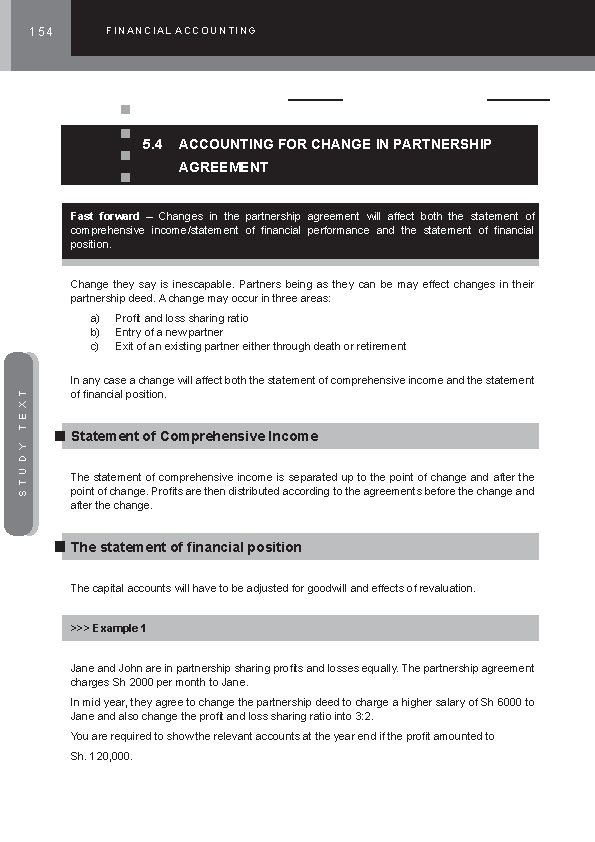 154
FINANCIAL ACCOUNTING
5.4 ACCOUNTING FOR CHANGE IN PARTNERSHIP
AGREEMENT
Fast forward – Changes in the partnership agreement will affect both the statement of
comprehensive income/statement of financial performance and the statement of financial
position.
Change they say is inescapable. Partners being as they can be may effect changes in their
partnership deed. A change may occur in three areas:
a) Profit and loss sharing ratio
b) Entry of a new partner
c) Exit of an existing partner either through death or retirement
In any case a change will affect both the statement of comprehensive income and the statement
of financial position.
STUDY TEXT
Statement of Comprehensive Income
The statement of comprehensive income is separated up to the point of change and after the
point of change. Profits are then distributed according to the agreements before the change and
after the change.
The statement of financial position
The capital accounts will have to be adjusted for goodwill and effects of revaluation.
>>> Example 1
Jane and John are in partnership sharing profits and losses equally. The partnership agreement
charges Sh 2000 per month to Jane.
In mid year, they agree to change the partnership deed to charge a higher salary of Sh 6000 to
Jane and also change the profit and loss sharing ratio into 3:2.
You are required to show the relevant accounts at the year end if the profit amounted to
Sh. 120,000.